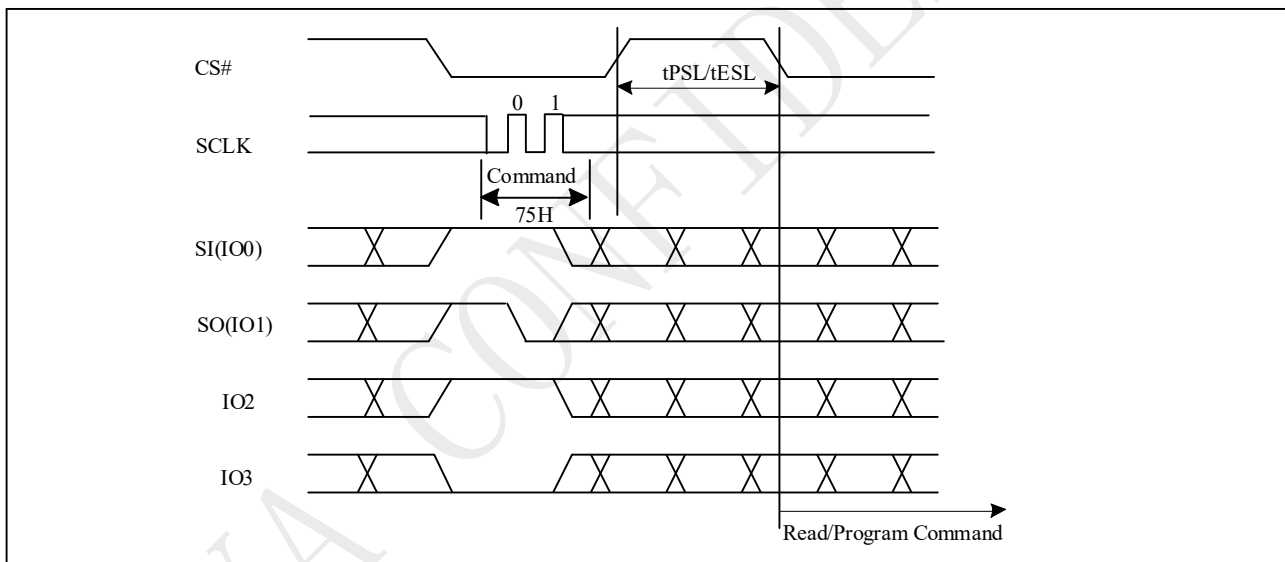 CS#
tPSL/tESL
0 1
SCLK
Command
75H
SI(IO0)
SO(IO1)
IO2
IO3
Read/Program Command